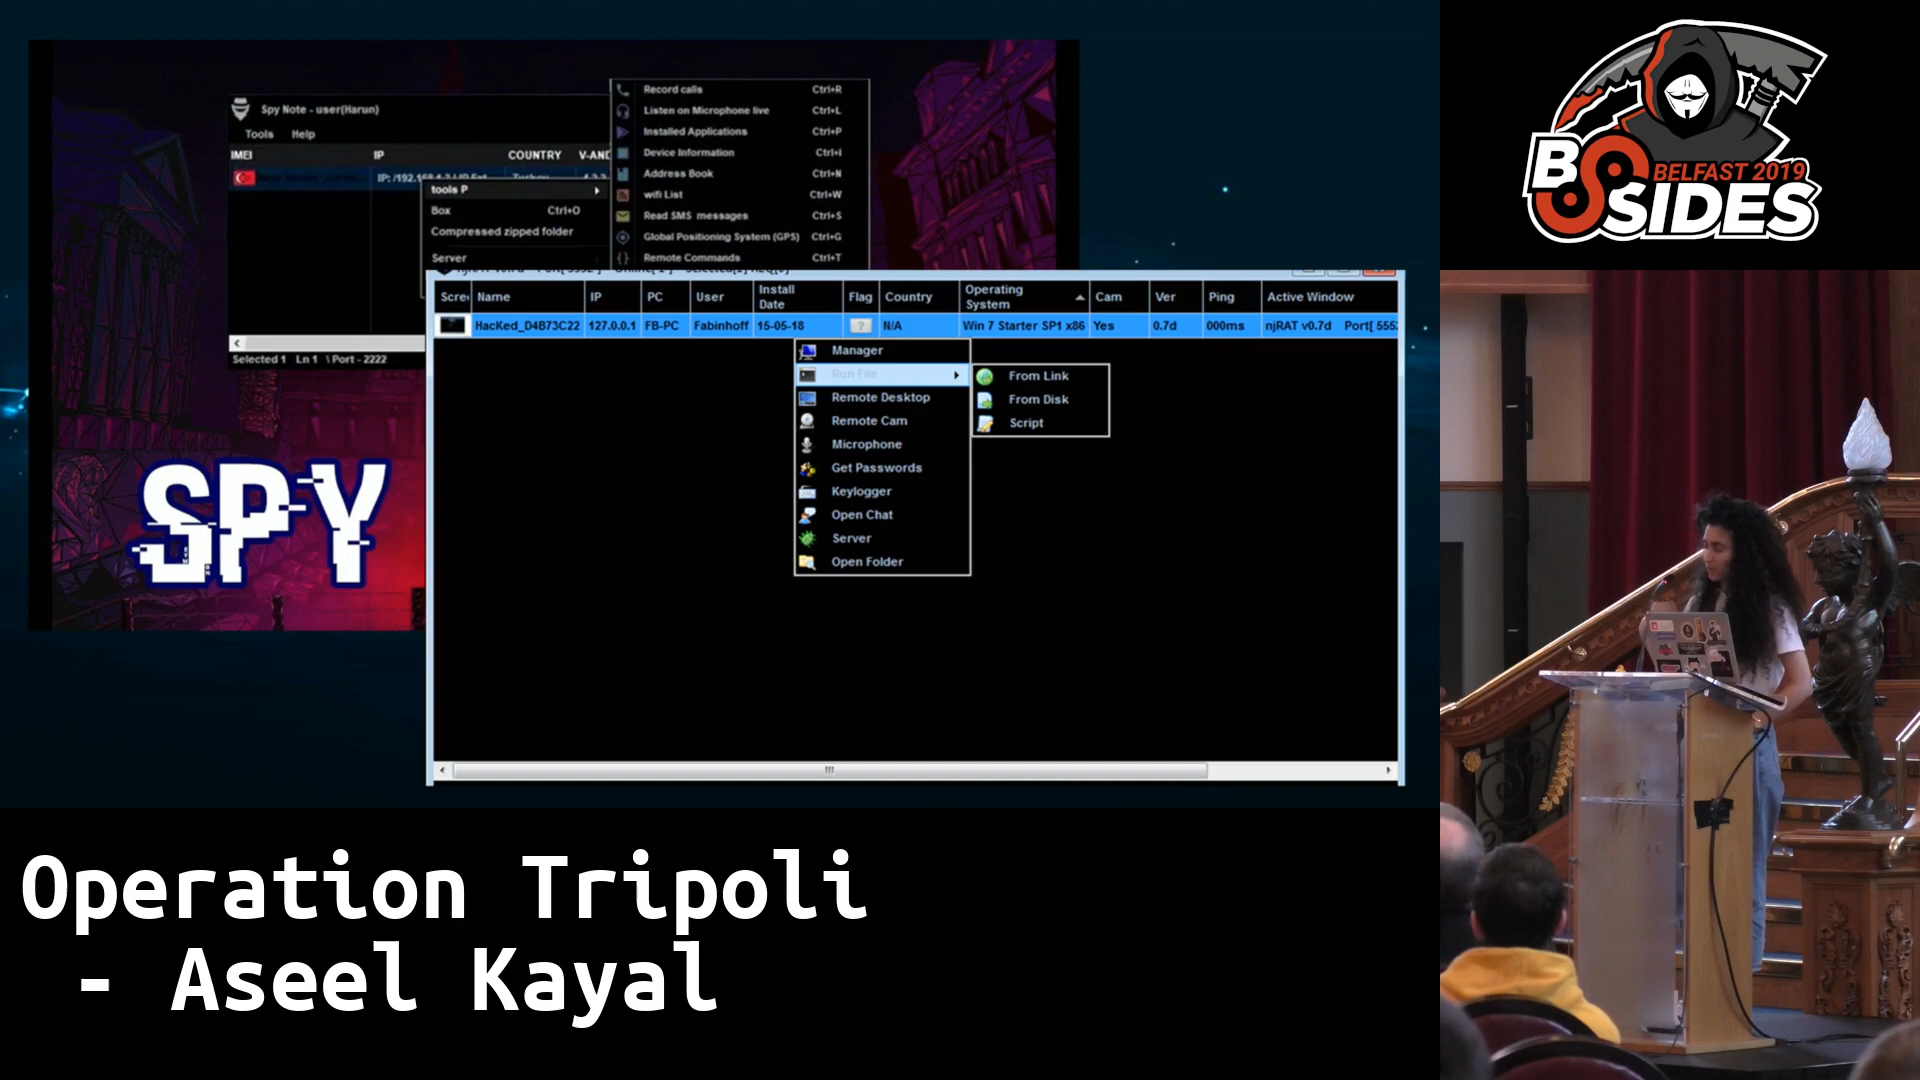 Spy Note - user(Harun)
Tools Help
IMEI IP COUNTRY
tools P
Box Ctrl+O
Compressed zipped folder
Server
Record calls Ctrl+R
Listen on Microphone live Ctrl+L
Installed Applications Ctrl+P
Device Information Ctrl+I
Address Book Ctrl+N
wifi List Ctrl+W
Read SMS messages Ctrl+S
Global Positioning System (GPS) Ctrl+G
Remote Commands Ctrl+T
Selected 1 Ln 1 \ Port - 2222
SPY
Name IP PC User Install Date Flag Country Operating System Cam Ver Ping Active Window
HacKed_D4B73C22 127.0.0.1 FB-PC Fabinhoff 15-05-18 ? N/A Win 7 Starter SP1 x86 Yes 0.7d 000ms njRAT v0.7d
Manager
Run File
Remote Desktop
Remote Cam
Microphone
Get Passwords
Keylogger
Open Chat
Server
Open Folder
From Link
From Disk
Script
BSIDES
BELFAST 2019
Operation Tripoli
- Aseel Kayal